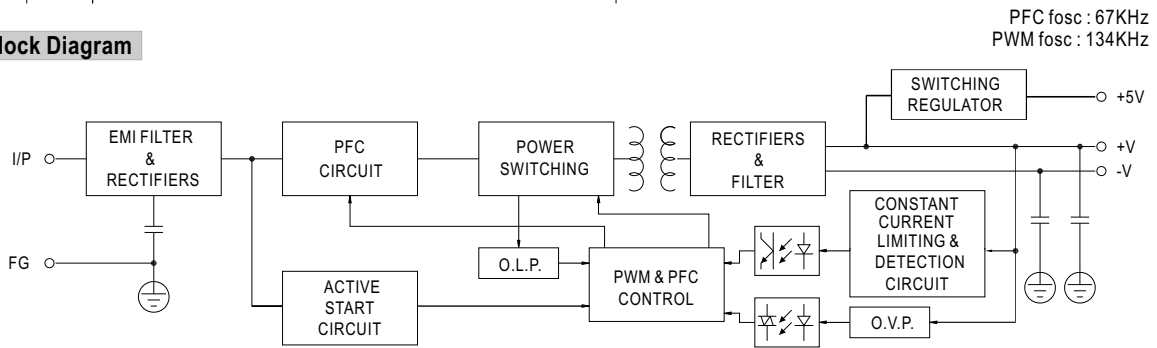 PFC fosc : 67KHz
PWM fosc : 134KHz
lock Diagram
SWITCHING
REGULATOR
+5V
I/P
EMI FILTER
&
RECTIFIERS
PFC
CIRCUIT
POWER
SWITCHING
RECTIFIERS
&
FILTER
+V
-V
FG
ACTIVE
START
CIRCUIT
O.L.P.
PWM & PFC
CONTROL
CONSTANT
CURRENT
LIMITING &
DETECTION
CIRCUIT
O.V.P.